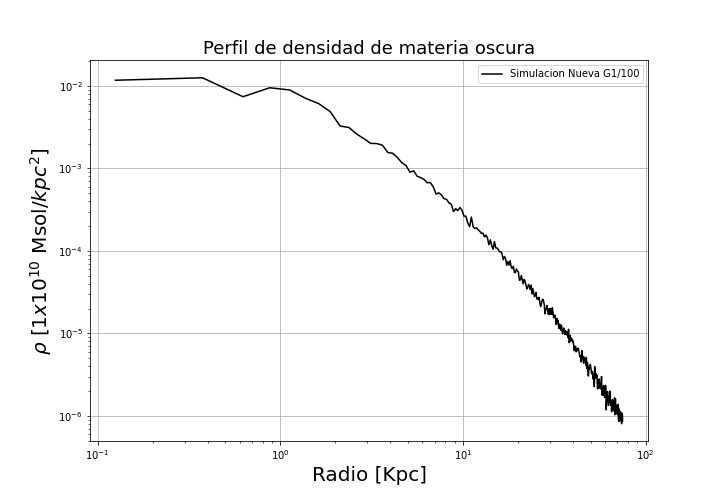 Perfil de densidad de materia oscura
Simulacion Nueva G1/100
ρ [1x10¹⁰ Msol/kpc²]
10⁻²
10⁻³
10⁻⁴
10⁻⁵
10⁻⁶
10⁻¹ 10⁰ 10¹ 10²
Radio [Kpc]